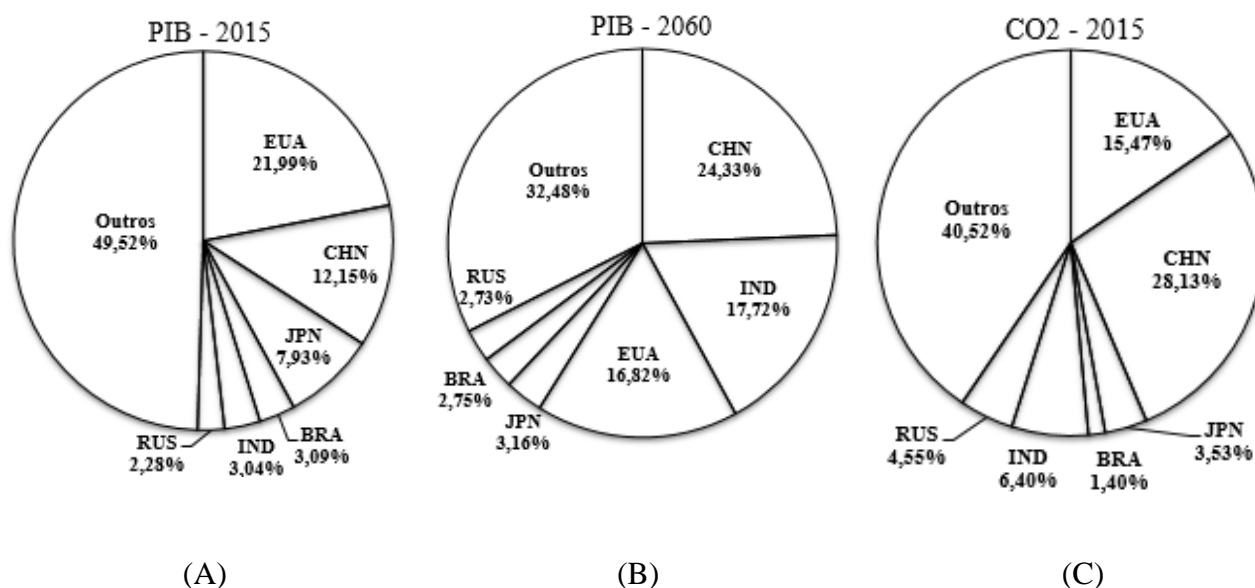 PIB - 2015
EUA
21,99%
CHN
12,15%
JPN
7,93%
BRA
3,09%
IND
3,04%
RUS
2,28%
Outros
49,52%
(A)
PIB - 2060
CHN
24,33%
IND
17,72%
EUA
16,82%
JPN
3,16%
BRA
2,75%
RUS
2,73%
Outros
32,48%
(B)
CO2 - 2015
EUA
15,47%
CHN
28,13%
JPN
3,53%
BRA
1,40%
IND
6,40%
RUS
4,55%
Outros
40,52%
(C)